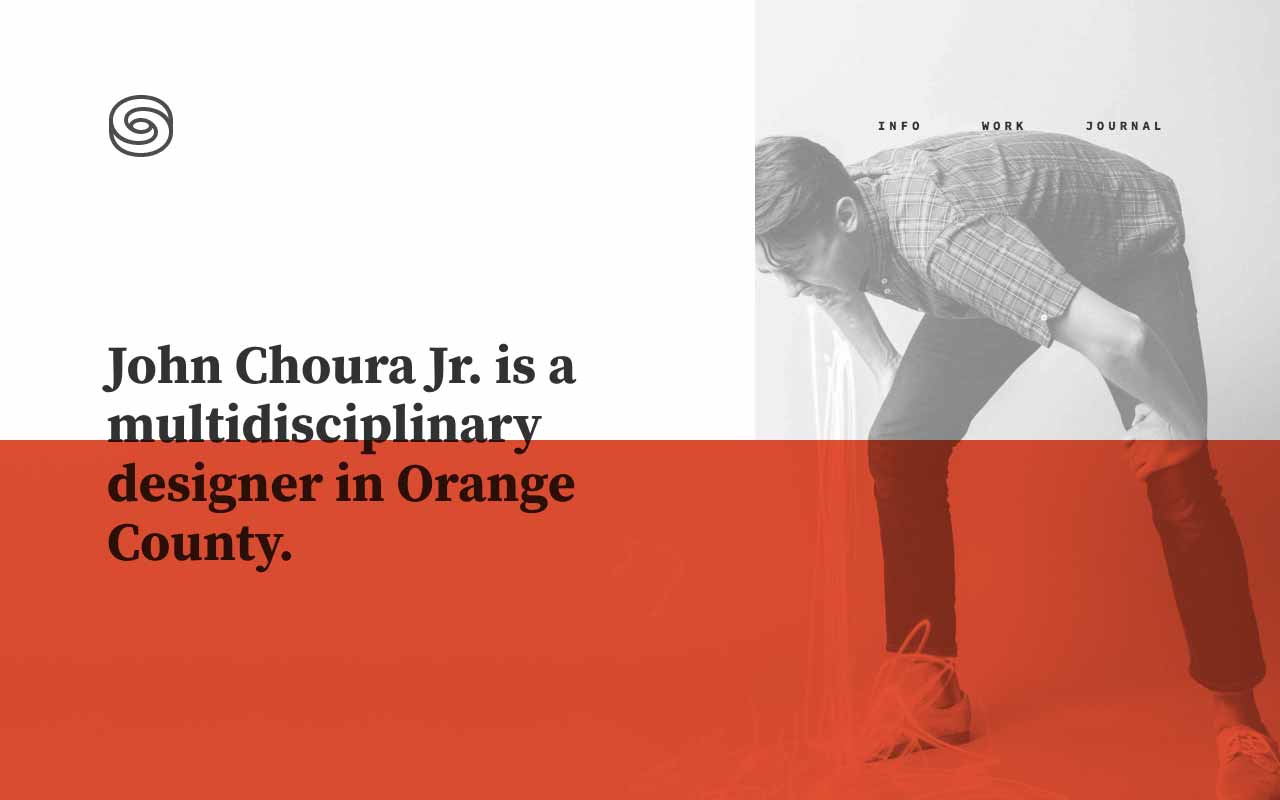 INFO WORK JOURNAL
John Choura Jr. is a
multidisciplinary
designer in Orange
County.